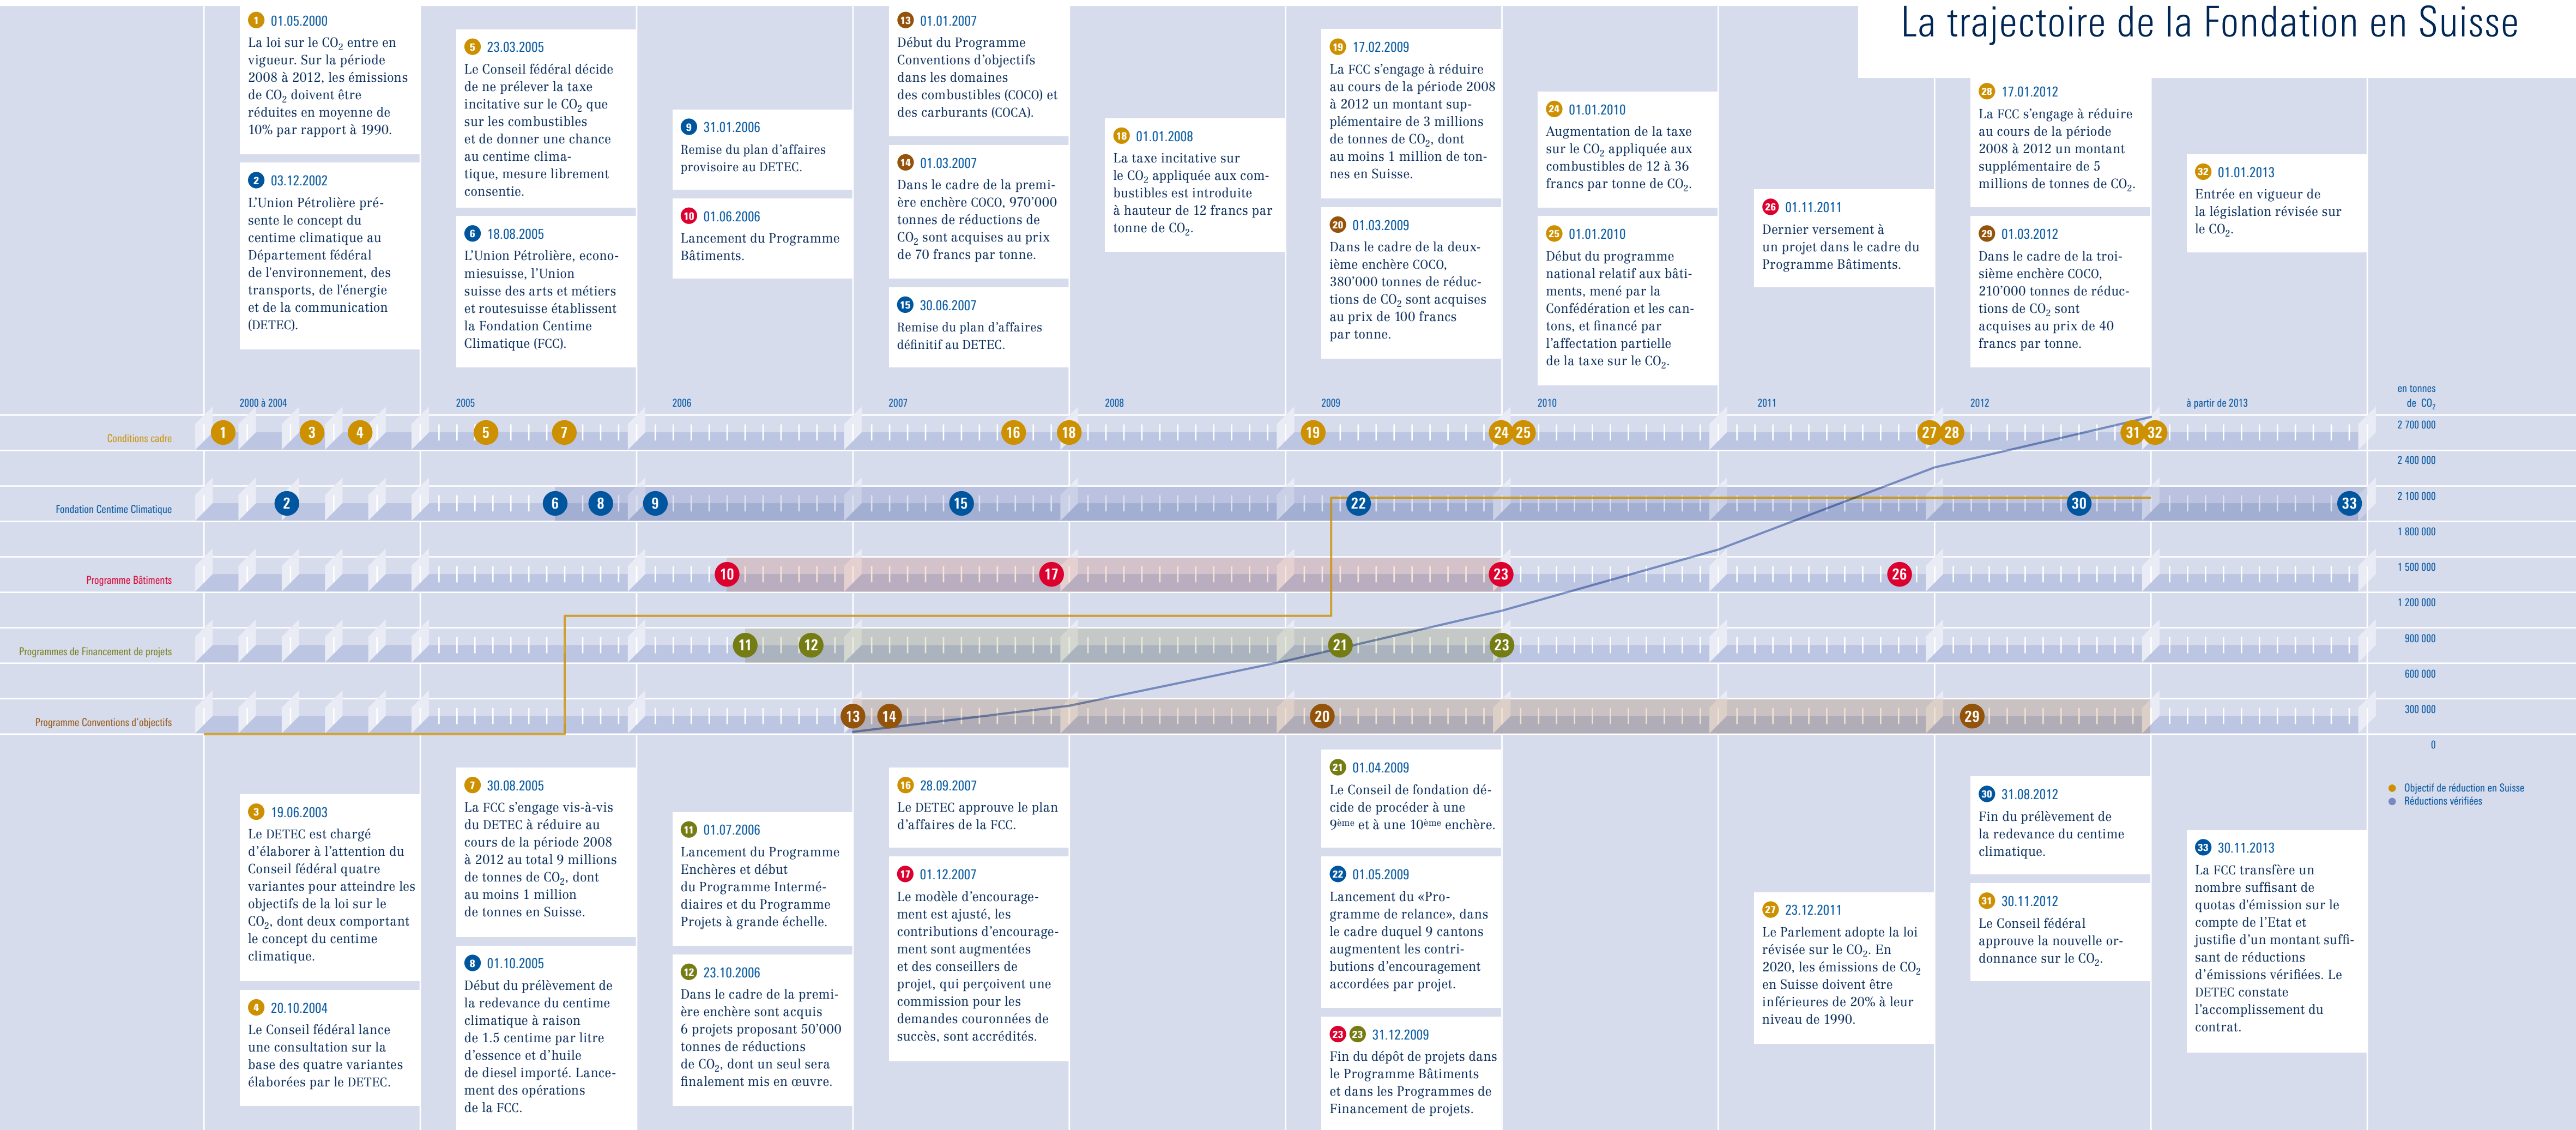 La trajectoire de la Fondation en Suisse
1 01.05.2000
La loi sur le CO₂ entre en
vigueur. Sur la période
2008 à 2012, les émissions
de CO₂ doivent être
réduites en moyenne de
10% par rapport à 1990.
2 03.12.2002
L’Union Pétrolière pré-
sente le concept du
centime climatique au
Département fédéral
de l'environnement, des
transports, de l'énergie
et de la communication
(DETEC).
5 23.03.2005
Le Conseil fédéral décide
de ne prélever la taxe
incitative sur le CO₂ que
sur les combustibles
et de donner une chance
au centime clima-
tique, mesure librement
consentie.
6 18.08.2005
L’Union Pétrolière, econo-
miesuisse, l’Union
suisse des arts et métiers
et routesuisse établissent
la Fondation Centime
Climatique (FCC).
9 31.01.2006
Remise du plan d’affaires
provisoire au DETEC.
10 01.06.2006
Lancement du Programme
Bâtiments.
13 01.01.2007
Début du Programme
Conventions d’objectifs
dans les domaines
des combustibles (COCO) et
des carburants (COCA).
14 01.03.2007
Dans le cadre de la premi-
ère enchère COCO, 970’000
tonnes de réductions de
CO₂ sont acquises au prix
de 70 francs par tonne.
15 30.06.2007
Remise du plan d’affaires
définitif au DETEC.
18 01.01.2008
La taxe incitative sur
le CO₂ appliquée aux com-
bustibles est introduite
à hauteur de 12 francs par
tonne de CO₂.
19 17.02.2009
La FCC s’engage à réduire
au cours de la période 2008
à 2012 un montant sup-
plémentaire de 3 millions
de tonnes de CO₂, dont
au moins 1 million de ton-
nes en Suisse.
20 01.03.2009
Dans le cadre de la deux-
ième enchère COCO,
380’000 tonnes de réduc-
tions de CO₂ sont acquises
au prix de 100 francs
par tonne.
24 01.01.2010
Augmentation de la taxe
sur le CO₂ appliquée aux
combustibles de 12 à 36
francs par tonne de CO₂.
25 01.01.2010
Début du programme
national relatif aux bâti-
ments, mené par la
Confédération et les can-
tons, et financé par
l’affectation partielle
de la taxe sur le CO₂.
26 01.11.2011
Dernier versement à
un projet dans le cadre du
Programme Bâtiments.
28 17.01.2012
La FCC s’engage à réduire
au cours de la période
2008 à 2012 un montant
supplémentaire de 5
millions de tonnes de CO₂.
29 01.03.2012
Dans le cadre de la troi-
sième enchère COCO,
210’000 tonnes de réduc-
tions de CO₂ sont
acquises au prix de 40
francs par tonne.
32 01.01.2013
Entrée en vigueur de
la législation révisée sur
le CO₂.
2000 à 2004 2005 2006 2007 2008 2009 2010 2011 2012 à partir de 2013
en tonnes
de CO₂
Conditions cadre 1 3 4 5 7 16 18 19 24 25 27 28 31 32 2 700 000
2 400 000
Fondation Centime Climatique 2 6 8 9 15 22 30 33 2 100 000
1 800 000
Programme Bâtiments 10 17 23 26 1 500 000
1 200 000
Programmes de Financement de projets 11 12 21 23 900 000
600 000
Programme Conventions d’objectifs 13 14 20 29 300 000
0
Objectif de réduction en Suisse
Réductions vérifiées
3 19.06.2003
Le DETEC est chargé
d’élaborer à l’attention du
Conseil fédéral quatre
variantes pour atteindre les
objectifs de la loi sur le
CO₂, dont deux comportant
le concept du centime
climatique.
4 20.10.2004
Le Conseil fédéral lance
une consultation sur la
base des quatre variantes
élaborées par le DETEC.
7 30.08.2005
La FCC s’engage vis-à-vis
du DETEC à réduire au
cours de la période 2008
à 2012 au total 9 millions
de tonnes de CO₂, dont
au moins 1 million
de tonnes en Suisse.
8 01.10.2005
Début du prélèvement de
la redevance du centime
climatique à raison
de 1.5 centime par litre
d’essence et d’huile
de diesel importé. Lance-
ment des opérations
de la FCC.
11 01.07.2006
Lancement du Programme
Enchères et début
du Programme Intermé-
diaires et du Programme
Projets à grande échelle.
12 23.10.2006
Dans le cadre de la premi-
ère enchère sont acquis
6 projets proposant 50’000
tonnes de réductions
de CO₂, dont un seul sera
finalement mis en œuvre.
16 28.09.2007
Le DETEC approuve le plan
d’affaires de la FCC.
17 01.12.2007
Le modèle d’encourage-
ment est ajusté, les
contributions d’encourage-
ment sont augmentées
et des conseillers de
projet, qui perçoivent une
commission pour les
demandes couronnées de
succès, sont accrédités.
21 01.04.2009
Le Conseil de fondation dé-
cide de procéder à une
9ème et à une 10ème enchère.
22 01.05.2009
Lancement du «Pro-
gramme de relance», dans
le cadre duquel 9 cantons
augmentent les contri-
butions d’encouragement
accordées par projet.
23 23 31.12.2009
Fin du dépôt de projets dans
le Programme Bâtiments
et dans les Programmes de
Financement de projets.
27 23.12.2011
Le Parlement adopte la loi
révisée sur le CO₂. En
2020, les émissions de CO₂
en Suisse doivent être
inférieures de 20% à leur
niveau de 1990.
30 31.08.2012
Fin du prélèvement de
la redevance du centime
climatique.
31 30.11.2012
Le Conseil fédéral
approuve la nouvelle or-
donnance sur le CO₂.
33 30.11.2013
La FCC transfère un
nombre suffisant de
quotas d'émission sur le
compte de l’Etat et
justifie d’un montant suffi-
sant de réductions
d’émissions vérifiées. Le
DETEC constate
l’accomplissement du
contrat.